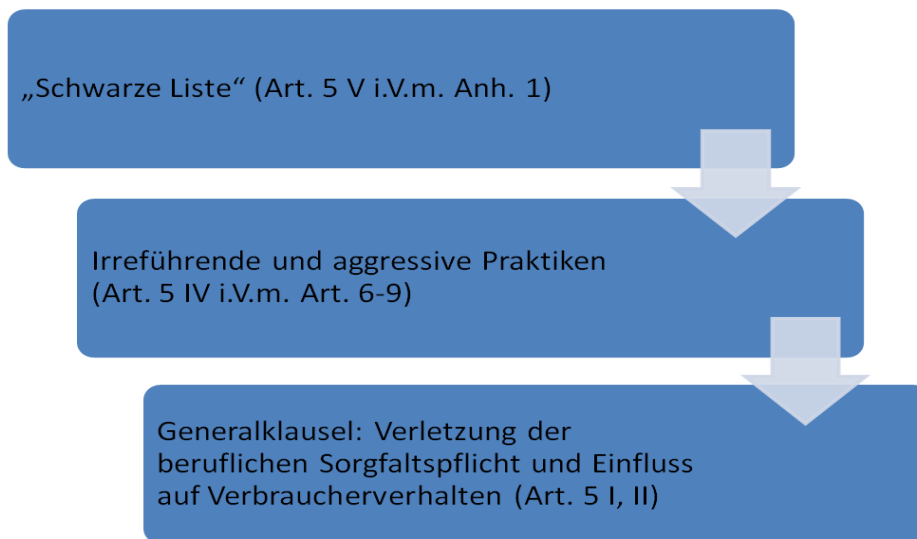 „Schwarze Liste“ (Art. 5 V i.V.m. Anh. 1)
Irreführende und aggressive Praktiken
(Art. 5 IV i.V.m. Art. 6-9)
Generalklausel: Verletzung der
beruflichen Sorgfaltspflicht und Einfluss
auf Verbraucherverhalten (Art. 5 I, II)